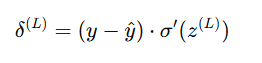 δ^(L) = (y − ŷ) · σ′(z^(L))